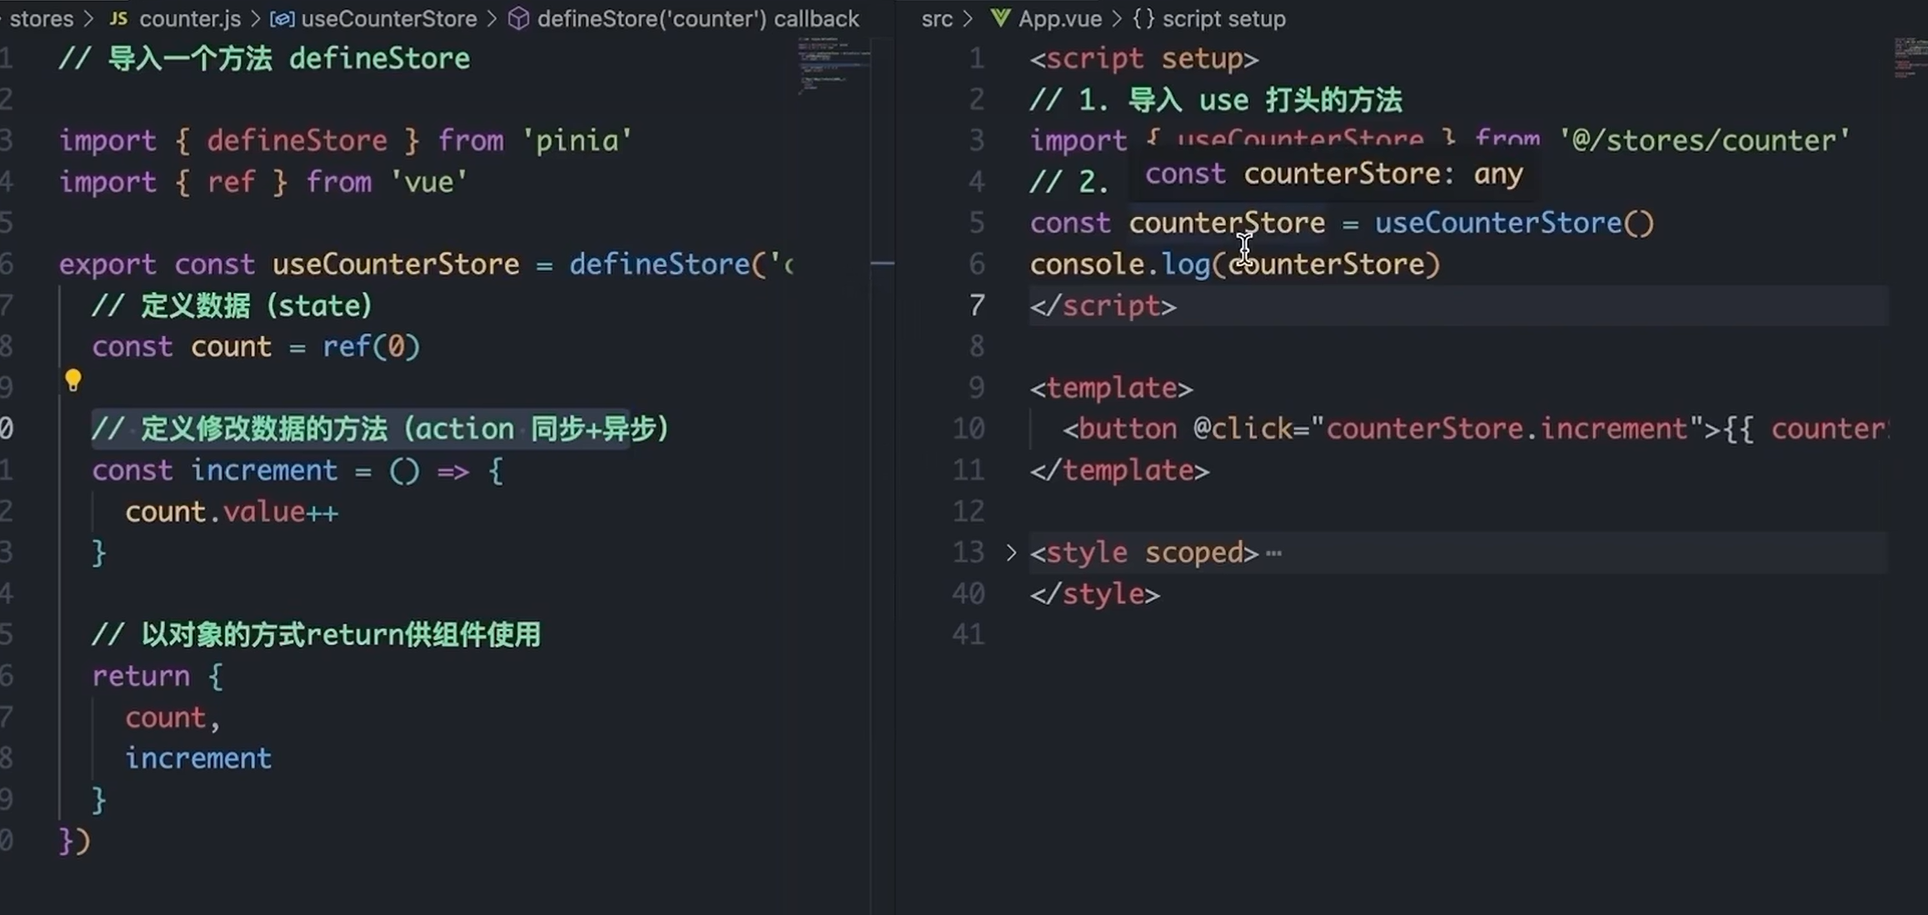 stores > JS counter.js > useCounterStore > defineStore('counter') callback
1 // 导入一个方法 defineStore
2
3 import { defineStore } from 'pinia'
4 import { ref } from 'vue'
5
6 export const useCounterStore = defineStore('c
7 // 定义数据 (state)
8 const count = ref(0)
9
0 // 定义修改数据的方法 (action 同步+异步)
1 const increment = () => {
2 count.value++
3 }
4
5 // 以对象的方式return供组件使用
6 return {
7 count,
8 increment
9 }
0 })
src > App.vue > {} script setup
1 <script setup>
2 // 1. 导入 use 打头的方法
3 import { useCounterStore } from '@/stores/counter'
4 // 2.
const counterStore: any
5 const counterStore = useCounterStore()
6 console.log(counterStore)
7 </script>
8
9 <template>
10 <button @click="counterStore.increment">{{ counter
11 </template>
12
13 > <style scoped>⋯
40 </style>
41